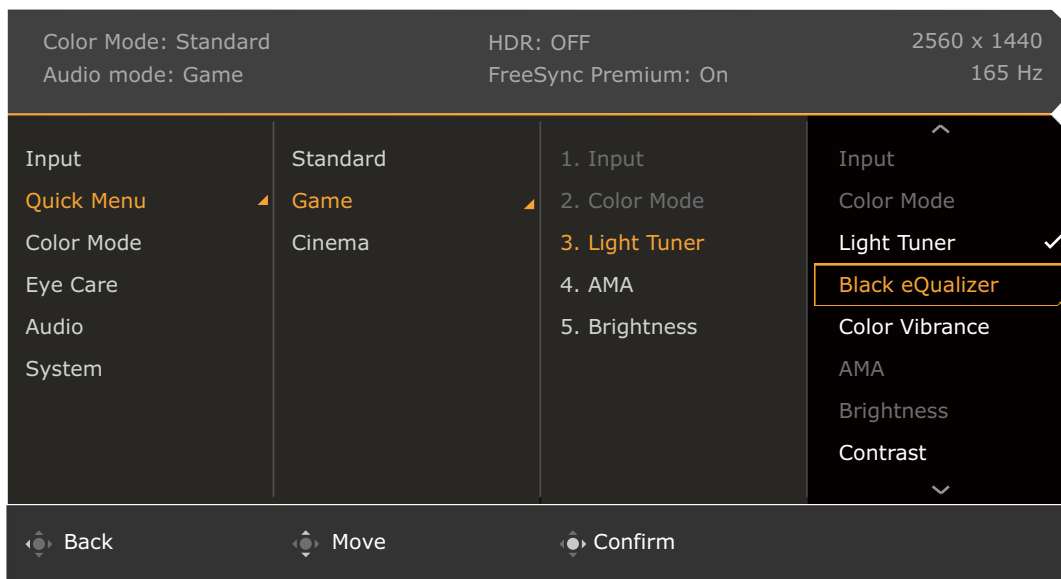 Color Mode: Standard
HDR: OFF
2560 x 1440
Audio mode: Game
FreeSync Premium: On
165 Hz
Input
Quick Menu
Color Mode
Eye Care
Audio
System
Standard
Game
Cinema
1. Input
2. Color Mode
3. Light Tuner
4. AMA
5. Brightness
Input
Color Mode
Light Tuner
Black eQualizer
Color Vibrance
AMA
Brightness
Contrast
Back
Move
Confirm